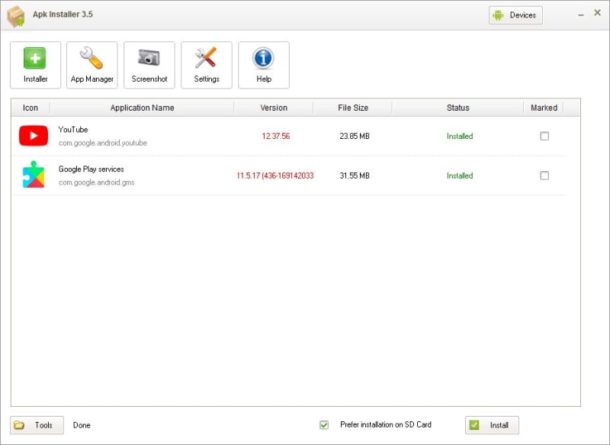 Apk Installer 3.5
Devices
Installer
App Manager
Screenshot
Settings
Help
Icon Application Name Version File Size Status Marked
YouTube
com.google.android.youtube
12.37.56 23.85 MB Installed
Google Play services
com.google.android.gms
11.5.17 (436-169142033 31.55 MB Installed
Tools Done Prefer installation on SD Card Install